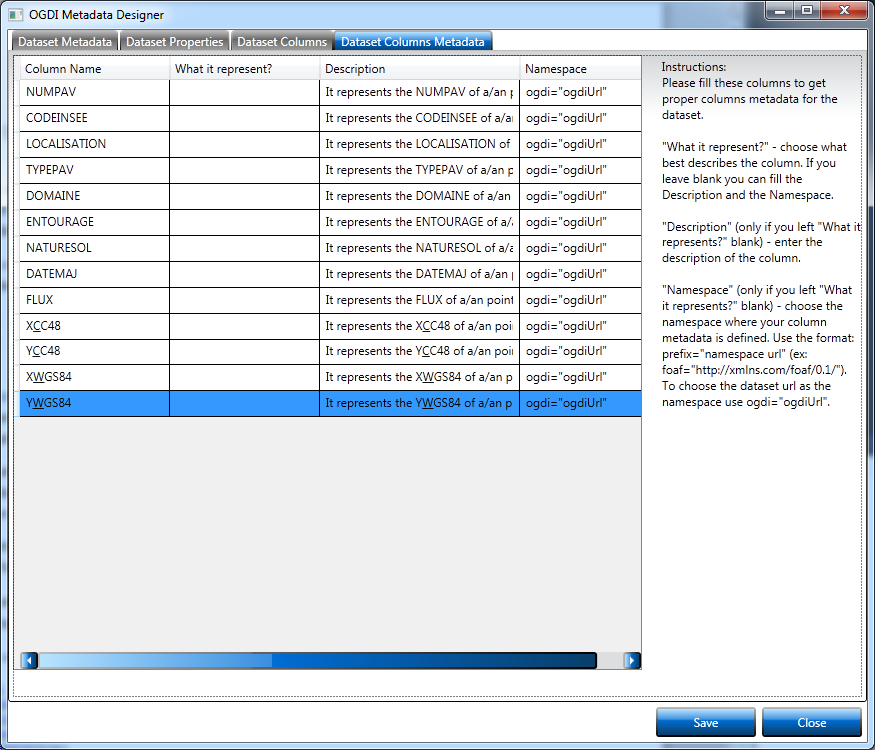 OGDI Metadata Designer
Dataset Metadata Dataset Properties Dataset Columns Dataset Columns Metadata
Column Name What it represent? Description Namespace
NUMPAV It represents the NUMPAV of a/an p ogdi="ogdiUrl"
CODEINSEE It represents the CODEINSEE of a/a ogdi="ogdiUrl"
LOCALISATION It represents the LOCALISATION of ogdi="ogdiUrl"
TYPEPAV It represents the TYPEPAV of a/an p ogdi="ogdiUrl"
DOMAINE It represents the DOMAINE of a/an ogdi="ogdiUrl"
ENTOURAGE It represents the ENTOURAGE of a/ ogdi="ogdiUrl"
NATURESOL It represents the NATURESOL of a/a ogdi="ogdiUrl"
DATEMAJ It represents the DATEMAJ of a/an p ogdi="ogdiUrl"
FLUX It represents the FLUX of a/an point ogdi="ogdiUrl"
XCC48 It represents the XCC48 of a/an poi ogdi="ogdiUrl"
YCC48 It represents the YCC48 of a/an poi ogdi="ogdiUrl"
XWGS84 It represents the XWGS84 of a/an p ogdi="ogdiUrl"
YWGS84 It represents the YWGS84 of a/an p ogdi="ogdiUrl"
Instructions:
Please fill these columns to get
proper columns metadata for the
dataset.
"What it represent?" - choose what
best describes the column. If you
leave blank you can fill the
Description and the Namespace.
"Description" (only if you left "What it
represents?" blank) - enter the
description of the column.
"Namespace" (only if you left "What
it represents?" blank) - choose the
namespace where your column
metadata is defined. Use the format:
prefix="namespace url" (ex:
foaf="http://xmlns.com/foaf/0.1/").
To choose the dataset url as the
namespace use ogdi="ogdiUrl".
Save Close